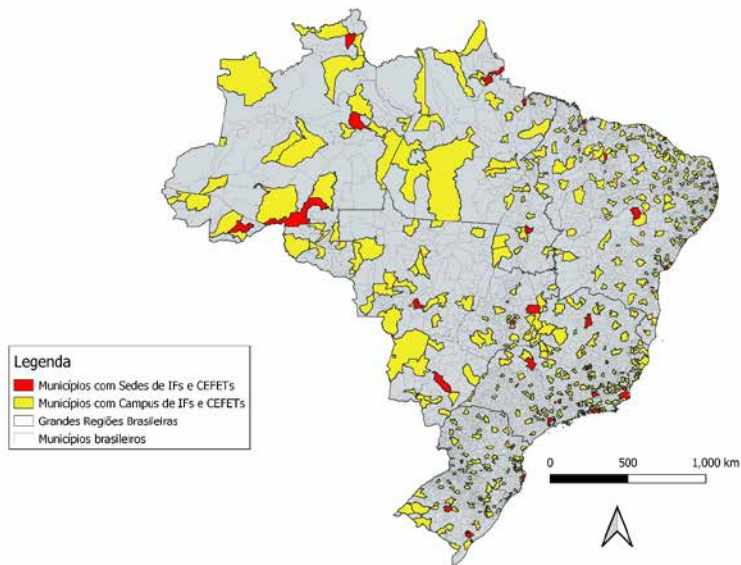 Legenda
Municípios com Sedes de IFs e CEFETs
Municípios com Campus de IFs e CEFETs
Grandes Regiões Brasileiras
Municípios brasileiros
0 500 1,000 km